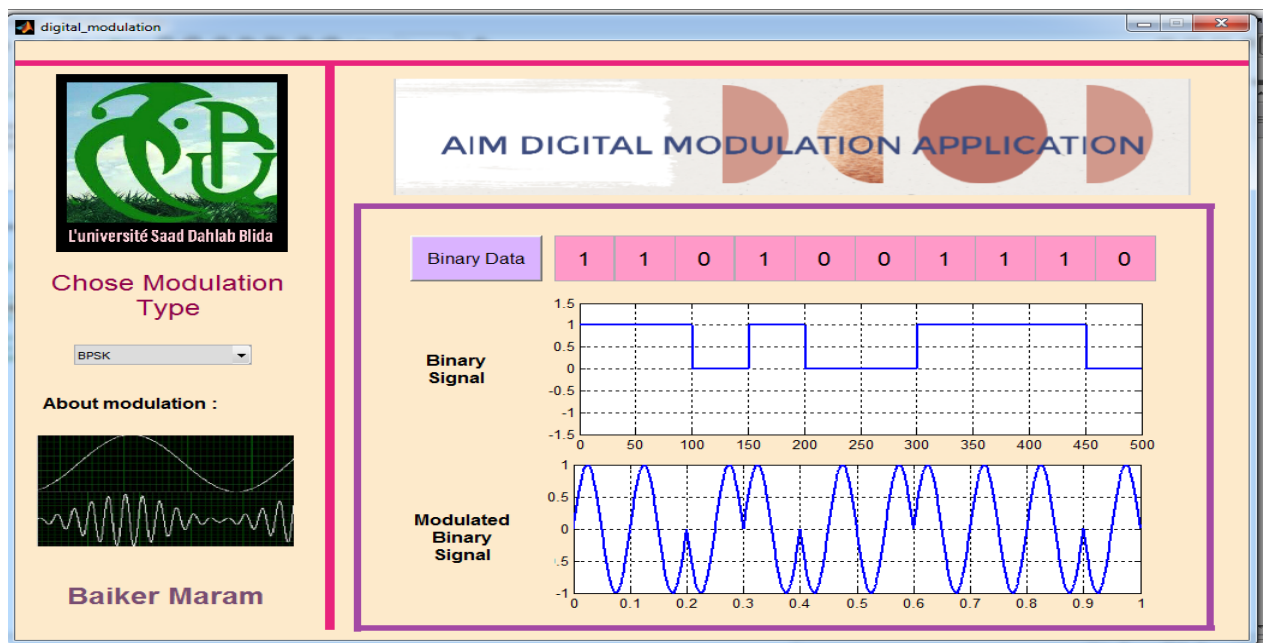 digital_modulation
L'université Saad Dahlab Blida
Chose Modulation
Type
BPSK
About modulation :
Baiker Maram
AIM DIGITAL MODULATION APPLICATION
Binary Data 1 1 0 1 0 0 1 1 1 0
Binary
Signal
1.5
1
0.5
0
-0.5
-1
-1.5
0 50 100 150 200 250 300 350 400 450 500
Modulated
Binary
Signal
1
0.5
0
.5
-1
0 0.1 0.2 0.3 0.4 0.5 0.6 0.7 0.8 0.9 1